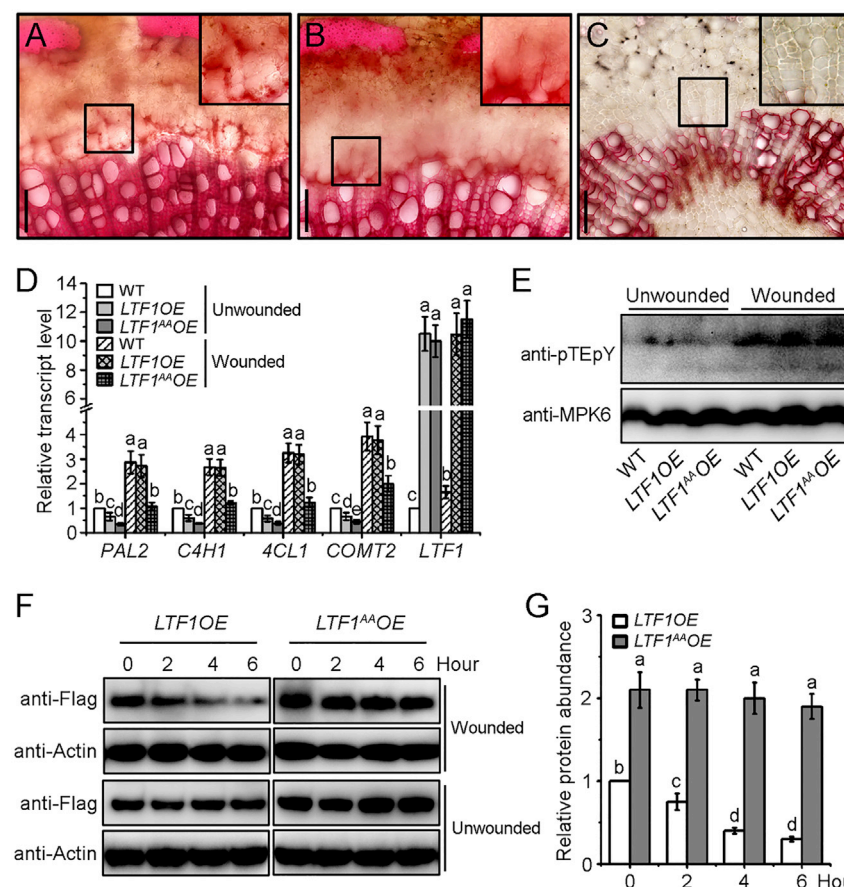 A
B
C
D
14
12
10
8
6
4
3
2
1
0
Relative transcript level
WT
LTF1OE
LTF1ᴬᴬOE
Unwounded
WT
LTF1OE
LTF1ᴬᴬOE
Wounded
b c d a a b
b c d a a b
b c d a a b
b c d a a b
c a a b a a
PAL2 C4H1 4CL1 COMT2 LTF1
E
Unwounded Wounded
anti-pTEpY
anti-MPK6
WT LTF1OE LTF1ᴬᴬOE WT LTF1OE LTF1ᴬᴬOE
F
LTF1OE LTF1ᴬᴬOE
0 2 4 6 0 2 4 6 Hour
anti-Flag
anti-Actin
Wounded
anti-Flag
anti-Actin
Unwounded
G
LTF1OE
LTF1ᴬᴬOE
Relative protein abundance
3
2
1
0
b a c a d a d a
0 2 4 6 Hour